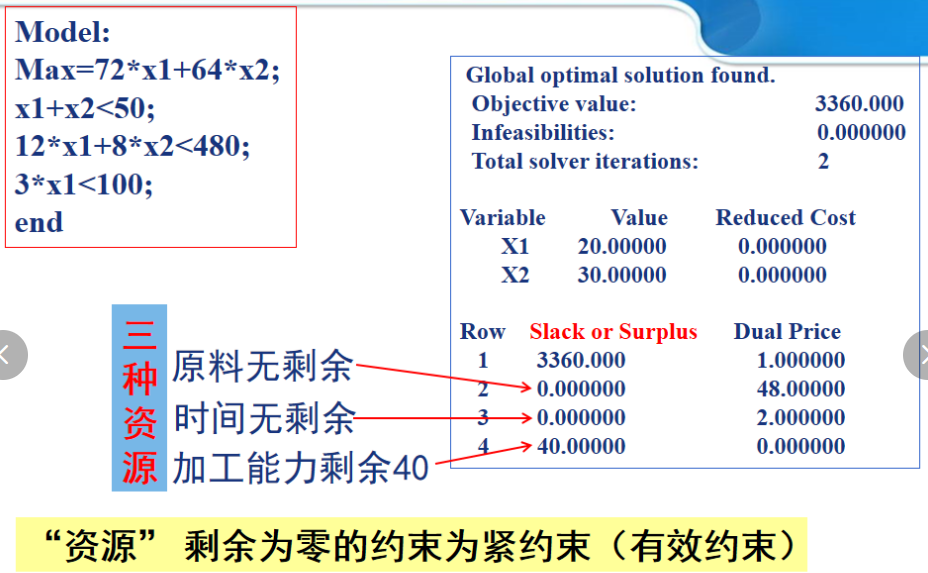 Model:
Max=72*x1+64*x2;
x1+x2<50;
12*x1+8*x2<480;
3*x1<100;
end
Global optimal solution found.
Objective value: 3360.000
Infeasibilities: 0.000000
Total solver iterations: 2
Variable Value Reduced Cost
X1 20.00000 0.000000
X2 30.00000 0.000000
Row Slack or Surplus Dual Price
1 3360.000 1.000000
2 0.000000 48.00000
3 0.000000 2.000000
4 40.00000 0.000000
三种资源
原料无剩余
时间无剩余
加工能力剩余40
“资源” 剩余为零的约束为紧约束（有效约束）